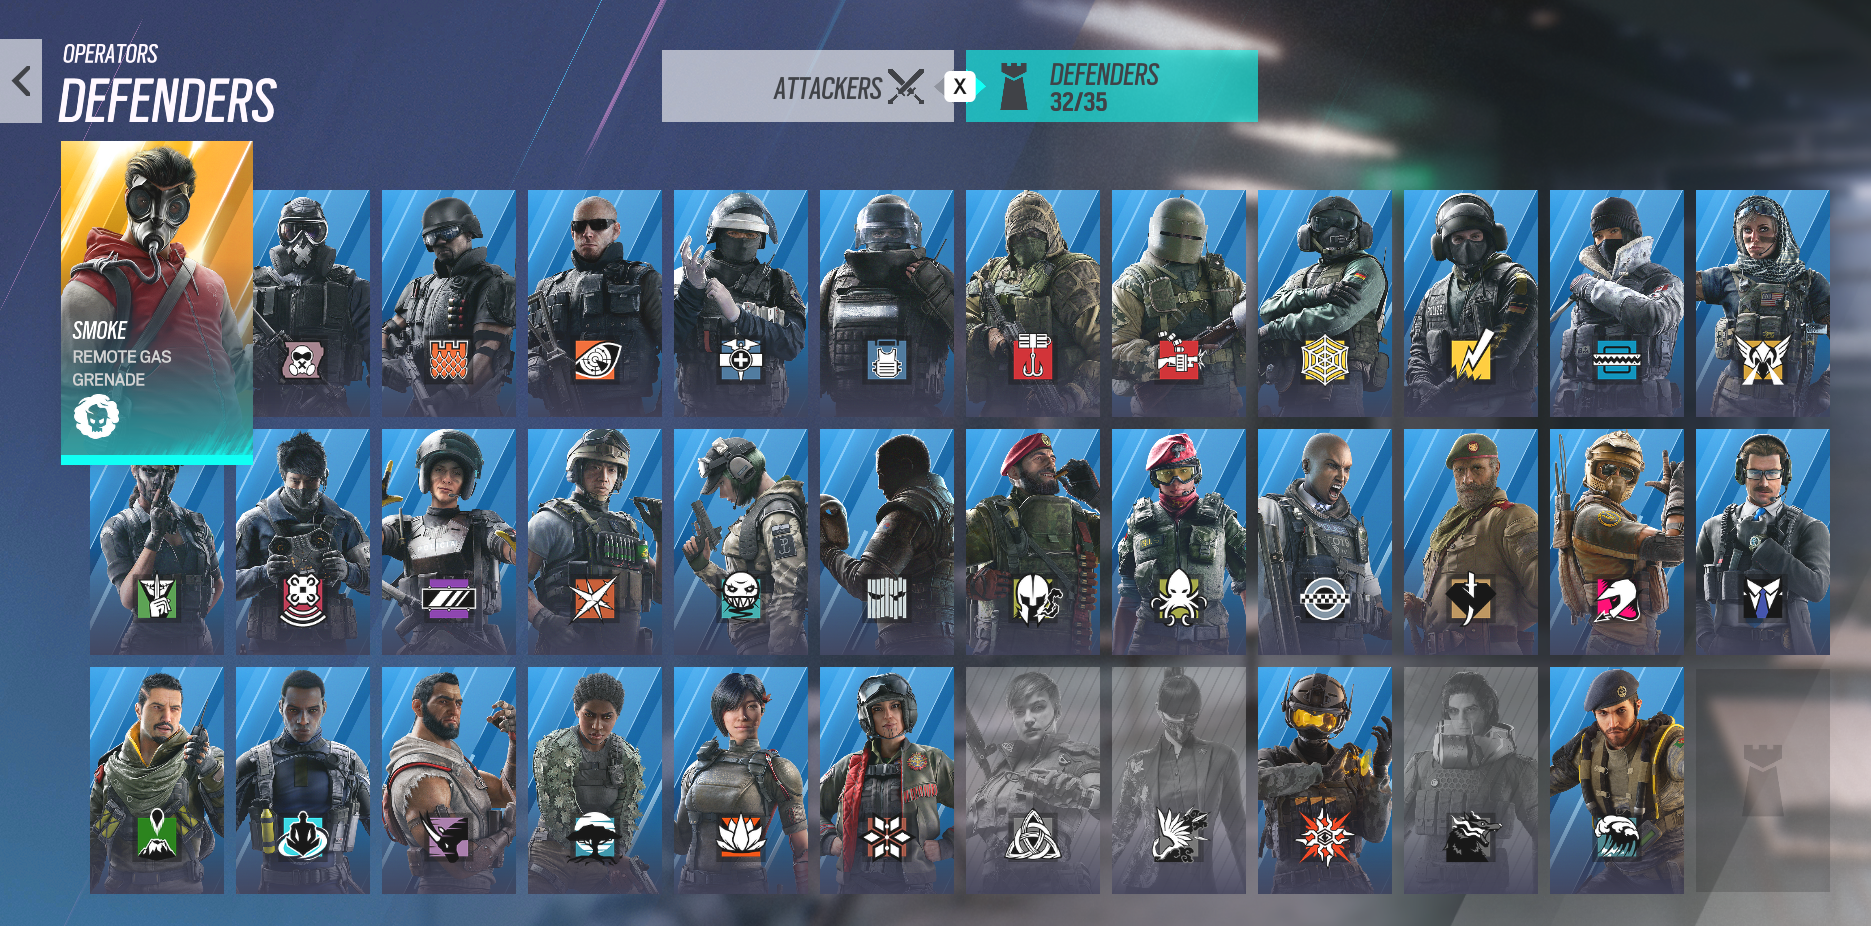 OPERATORS
DEFENDERS
ATTACKERS
X
DEFENDERS
32/35
SMOKE
REMOTE GAS
GRENADE